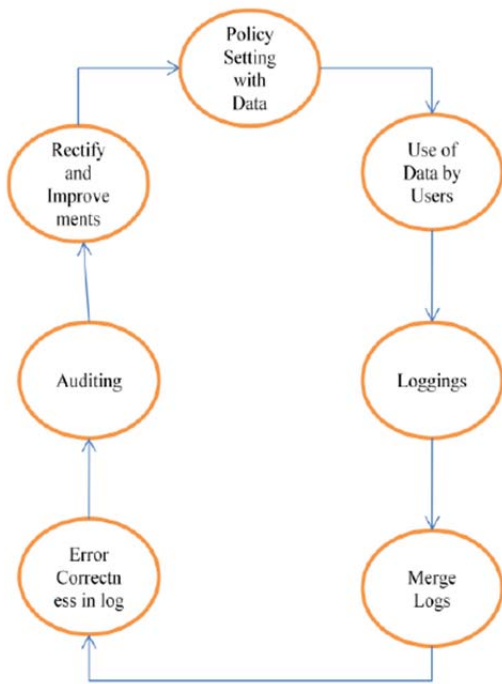 Policy
Setting
with
Data
Use of
Data by
Users
Loggings
Merge
Logs
Error
Correctn
ess in log
Auditing
Rectify
and
Improve
ments